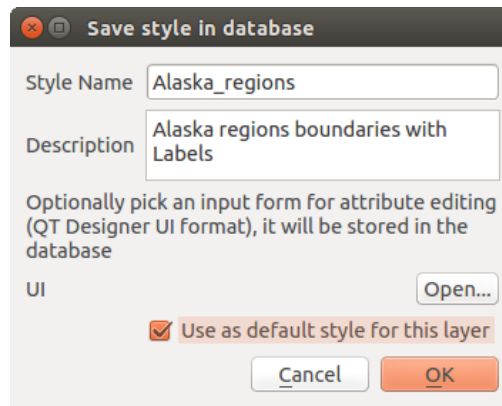 Save style in database
Style Name Alaska_regions
Description Alaska regions boundaries with
Labels
Optionally pick an input form for attribute editing
(QT Designer UI format), it will be stored in the
database
UI Open...
Use as default style for this layer
Cancel OK